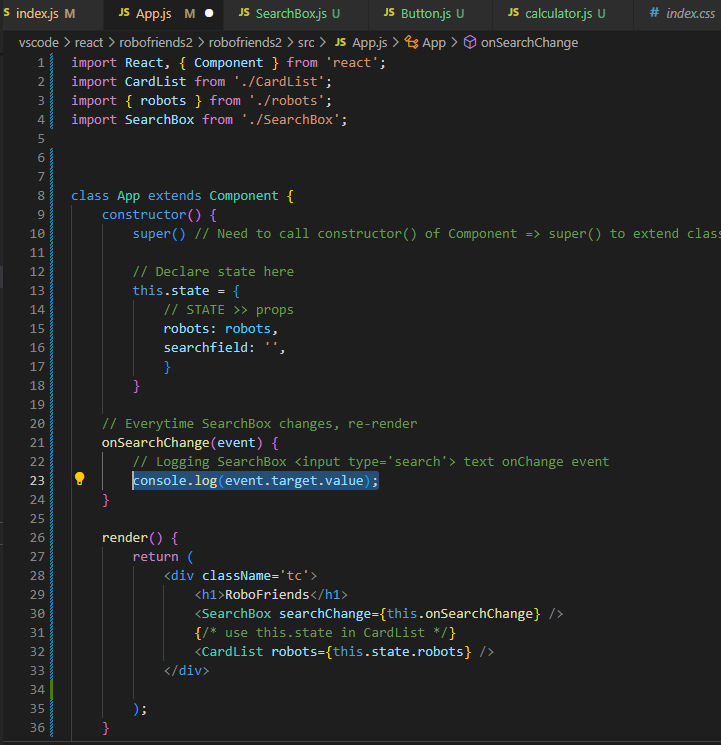 JS index.js M JS App.js M JS SearchBox.js U JS Button.js U JS calculator.js U # index.css
vscode > react > robofriends2 > robofriends2 > src > JS App.js > App > onSearchChange
1 import React, { Component } from 'react';
2 import CardList from './CardList';
3 import { robots } from './robots';
4 import SearchBox from './SearchBox';
5
6
7
8 class App extends Component {
9 constructor() {
10 super() // Need to call constructor() of Component => super() to extend class
11
12 // Declare state here
13 this.state = {
14 // STATE >> props
15 robots: robots,
16 searchfield: '',
17 }
18 }
19
20 // Everytime SearchBox changes, re-render
21 onSearchChange(event) {
22 // Logging SearchBox <input type='search'> text onChange event
23 console.log(event.target.value);
24 }
25
26 render() {
27 return (
28 <div className='tc'>
29 <h1>RoboFriends</h1>
30 <SearchBox searchChange={this.onSearchChange} />
31 {/* use this.state in CardList */}
32 <CardList robots={this.state.robots} />
33 </div>
34
35 );
36 }